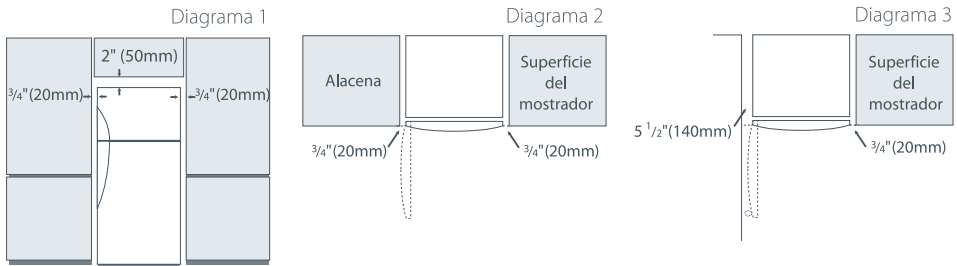 Diagrama 1
2" (50mm)
3/4"(20mm)
3/4"(20mm)
Diagrama 2
Alacena
Superficie
del
mostrador
3/4"(20mm)
3/4"(20mm)
Diagrama 3
Superficie
del
mostrador
5 1/2"(140mm)
3/4"(20mm)